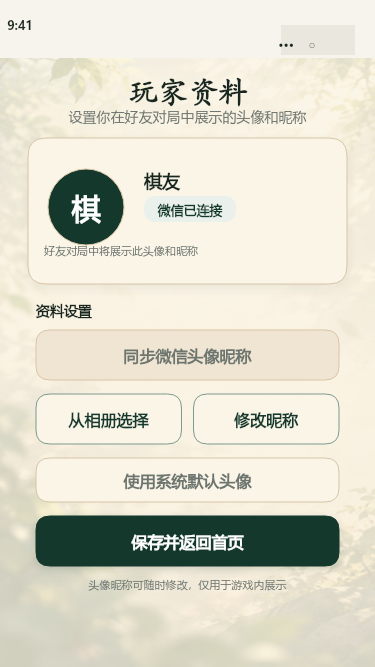 9:41
玩家资料
设置你在好友对局中展示的头像和昵称
棋
棋友
微信已连接
好友对局中将展示此头像和昵称
资料设置
同步微信头像昵称
从相册选择
修改昵称
使用系统默认头像
保存并返回首页
头像昵称可随时修改，仅用于游戏内展示